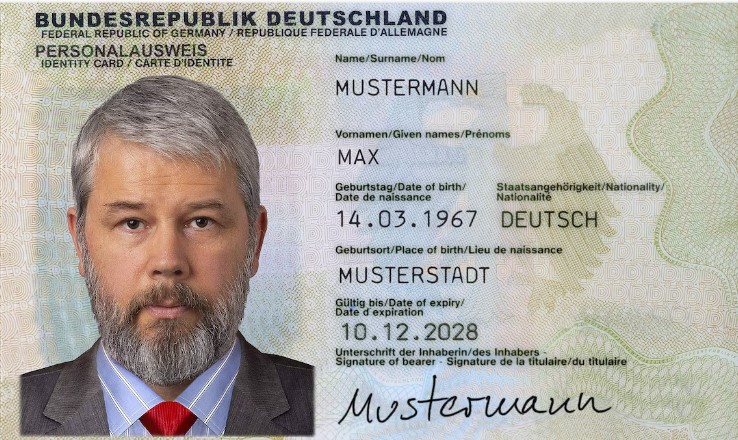 BUNDESREPUBLIK DEUTSCHLAND
FEDERAL REPUBLIC OF GERMANY / REPUBLIQUE FEDERALE D'ALLEMAGNE
PERSONALAUSWEIS
IDENTITY CARD / CARTE D'IDENTITE
Name/Surname/Nom
MUSTERMANN
Vornamen/Given names/Prénoms
MAX
Geburtstag/Date of birth/
Date de naissance
Staatsangehörigkeit/Nationality/
Nationalité
14.03.1967 DEUTSCH
Geburtsort/Place of birth/Lieu de naissance
MUSTERSTADT
Gültig bis/Date of expiry/
Date d'expiration
10.12.2028
Unterschrift der Inhaberin/des Inhabers -
Signature of bearer - Signature de la titulaire/du titulaire
Mustermann